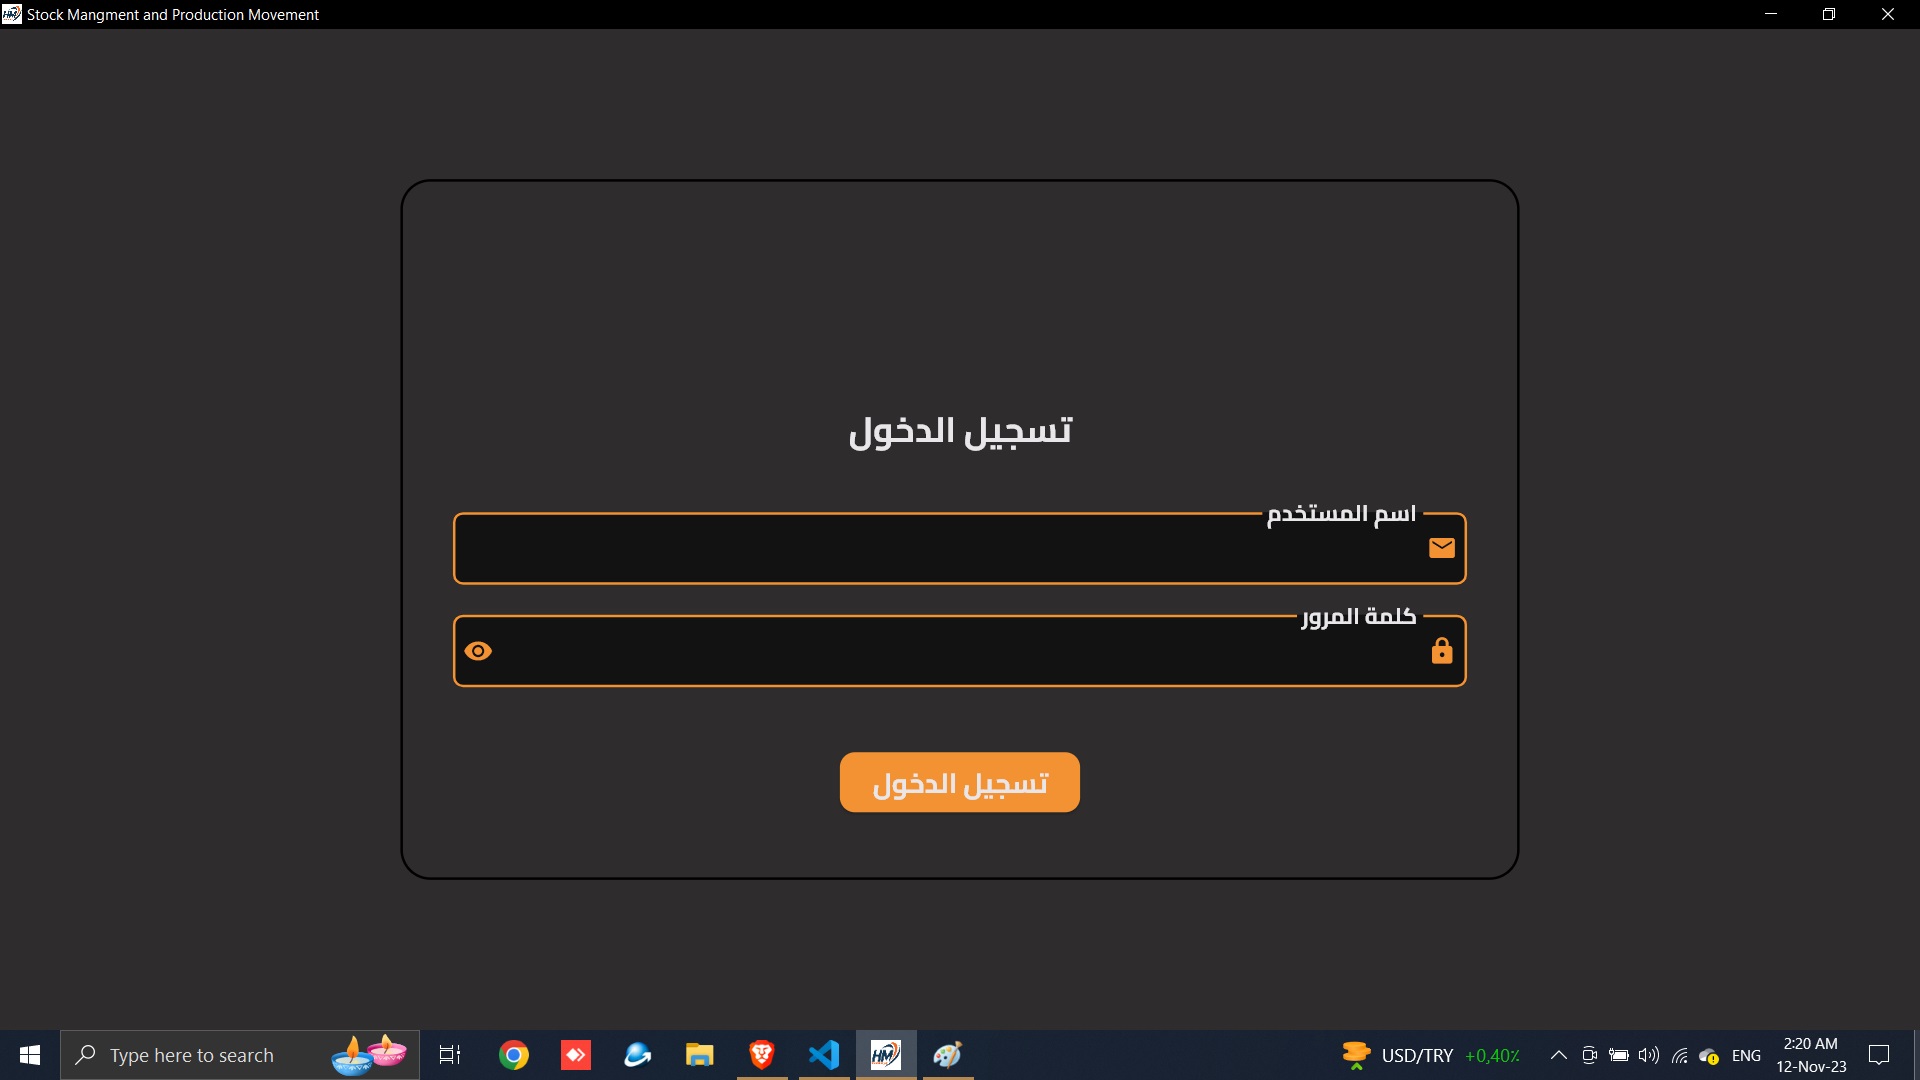 Stock Mangment and Production Movement
تسجيل الدخول
اسم المستخدم
كلمة المرور
تسجيل الدخول
Type here to search
HM
USD/TRY +0,40%
ENG
2:20 AM
12-Nov-23